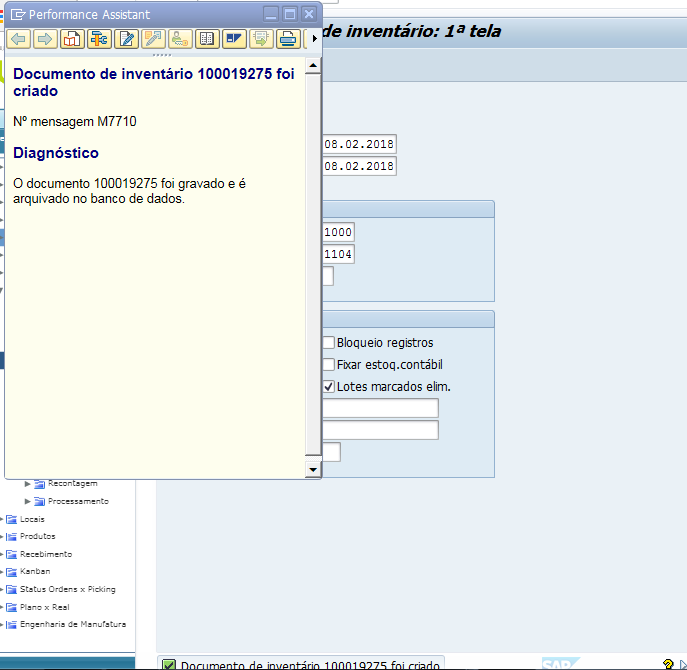 Performance Assistant
de inventário: 1ª tela
Documento de inventário 100019275 foi
criado
Nº mensagem M7710
Diagnóstico
O documento 100019275 foi gravado e é
arquivado no banco de dados.
08.02.2018
08.02.2018
1000
1104
Bloqueio registros
Fixar estoq.contábil
Lotes marcados elim.
Recontagem
Processamento
Locais
Produtos
Recebimento
Kanban
Status Ordens x Picking
Plano x Real
Engenharia de Manufatura
Documento de inventário 100019275 foi criado
SAP